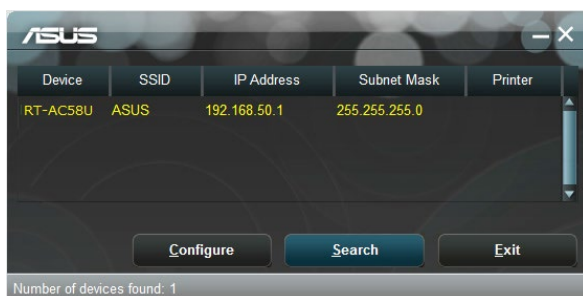 ASUS
Device SSID IP Address Subnet Mask Printer
RT-AC58U ASUS 192.168.50.1 255.255.255.0
Configure Search Exit
Number of devices found: 1